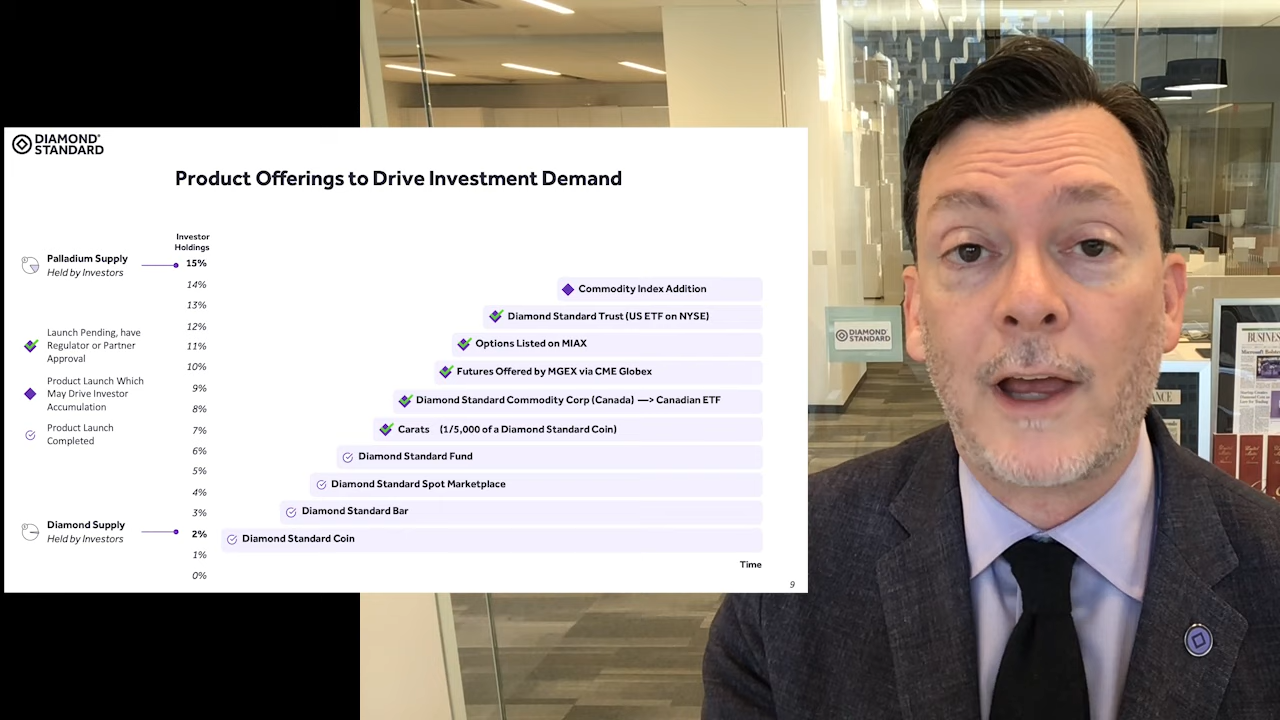 DIAMOND®
STANDARD
Product Offerings to Drive Investment Demand
Investor
Holdings
Palladium Supply
Held by Investors
15%
14%
Commodity Index Addition
13%
Diamond Standard Trust (US ETF on NYSE)
12%
Launch Pending, have
Regulator or Partner
Approval
11%
Options Listed on MIAX
10%
Futures Offered by MGEX via CME Globex
Product Launch Which
May Drive Investor
Accumulation
9%
Diamond Standard Commodity Corp (Canada) —> Canadian ETF
8%
Product Launch
Completed
7%
Carats (1/5,000 of a Diamond Standard Coin)
6%
Diamond Standard Fund
5%
Diamond Standard Spot Marketplace
4%
3%
Diamond Standard Bar
Diamond Supply
Held by Investors
2%
Diamond Standard Coin
1%
0%
Time
9
DIAMOND
STANDARD
BUSINESS